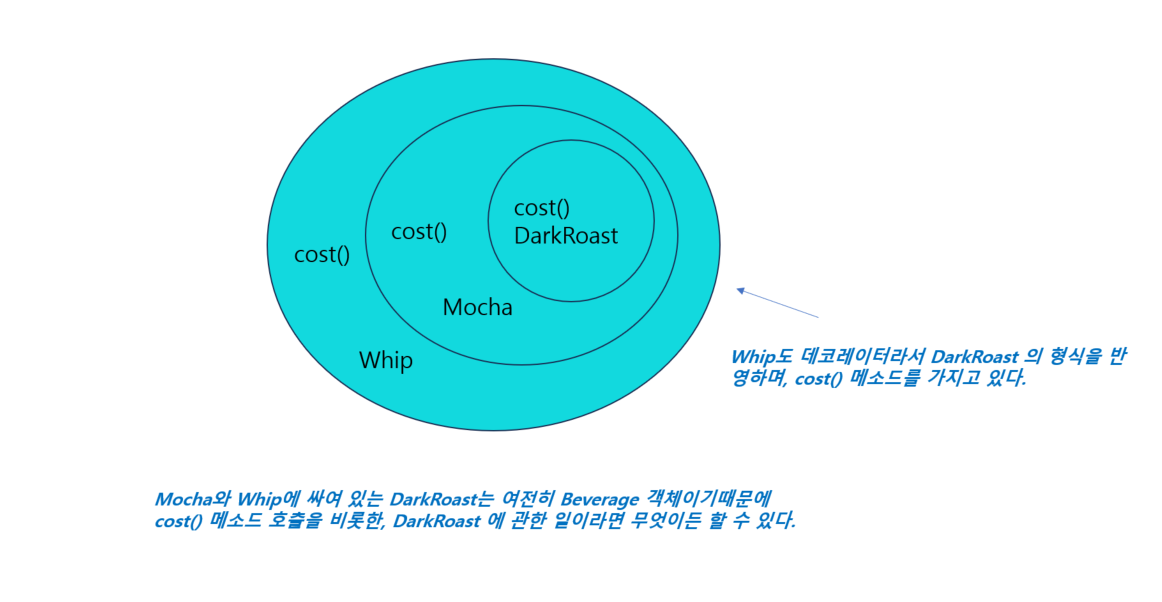 cost()
DarkRoast
cost()
cost()
Mocha
Whip
Whip도 데코레이터라서 DarkRoast 의 형식을 반
영하며, cost() 메소드를 가지고 있다.
Mocha와 Whip에 싸여 있는 DarkRoast는 여전히 Beverage 객체이기때문에
cost() 메소드 호출을 비롯한, DarkRoast 에 관한 일이라면 무엇이든 할 수 있다.